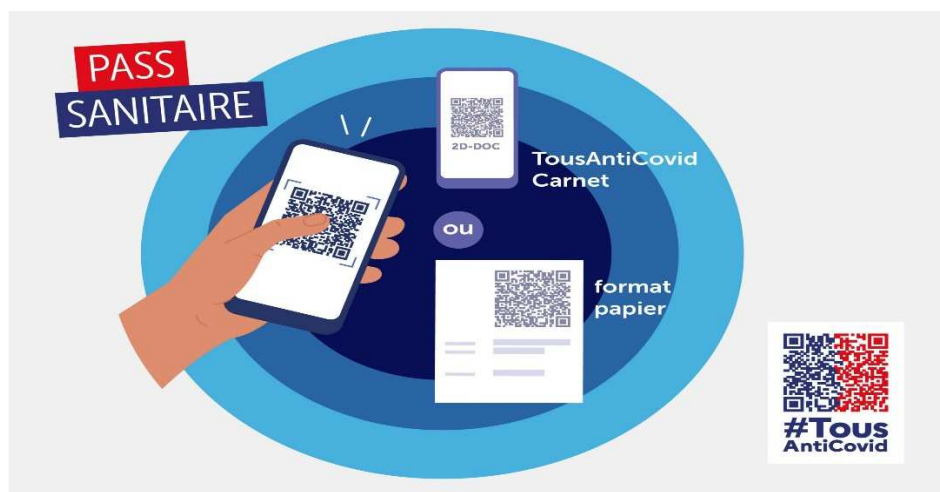 PASS
SANITAIRE
2D-DOC
TousAntiCovid
Carnet
ou
format
papier
#Tous
AntiCovid